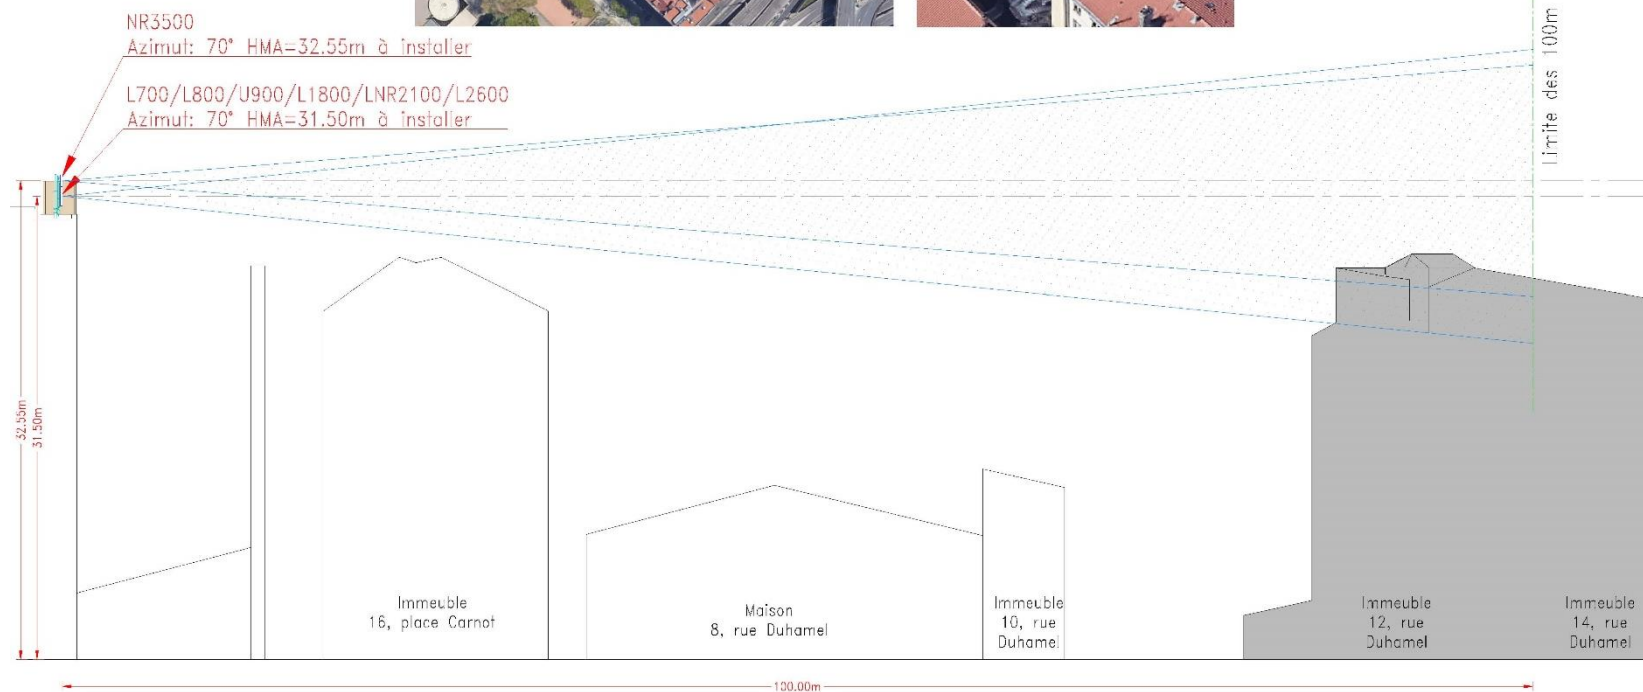 NR3500
Azimut: 70° HMA=32.55m à installer
L700/L800/U900/L1800/LNR2100/L2600
Azimut: 70° HMA=31.50m à installer
Limite des 100m
32.55m
31.50m
Immeuble
16, place Carnot
Maison
8, rue Duhamel
Immeuble
10, rue
Duhamel
Immeuble
12, rue
Duhamel
Immeuble
14, rue
Duhamel
100.00m